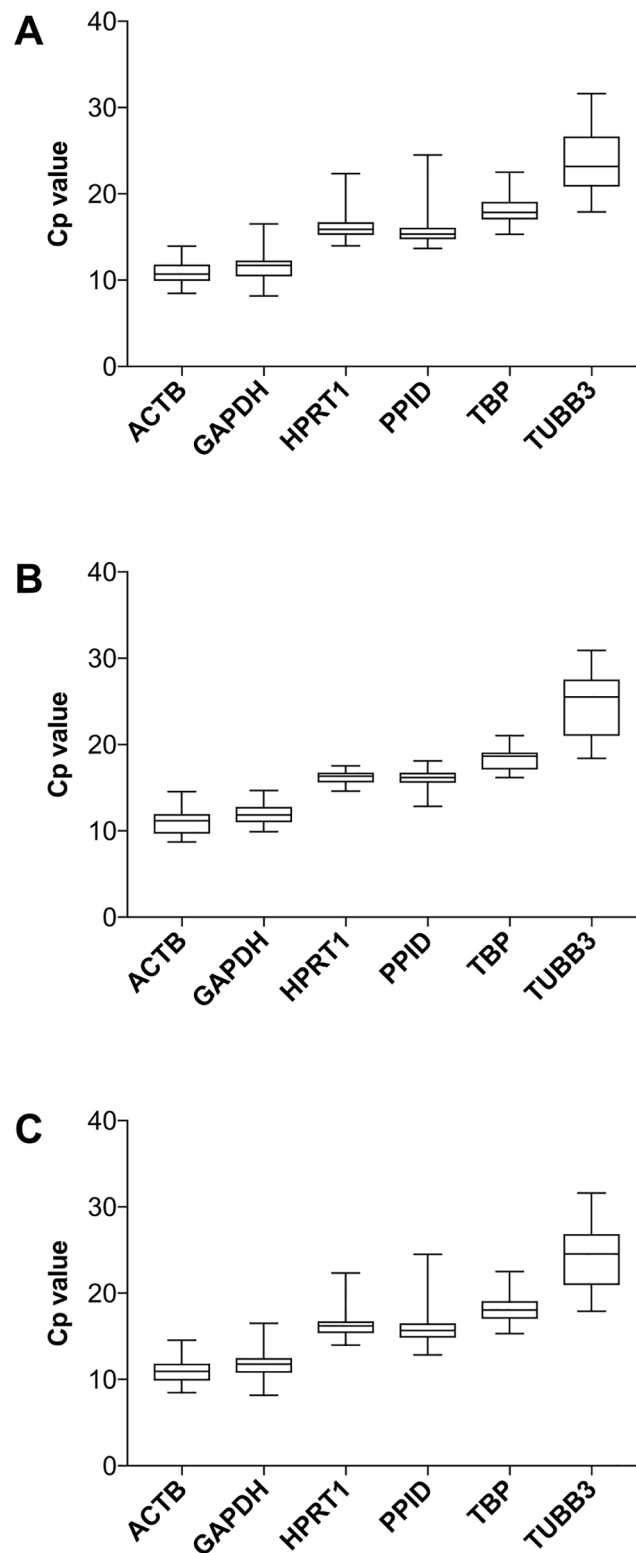 A
Cp value
40
30
20
10
0
ACTB
GAPDH
HPRT1
PPID
TBP
TUBB3
B
Cp value
40
30
20
10
0
ACTB
GAPDH
HPRT1
PPID
TBP
TUBB3
C
Cp value
40
30
20
10
0
ACTB
GAPDH
HPRT1
PPID
TBP
TUBB3